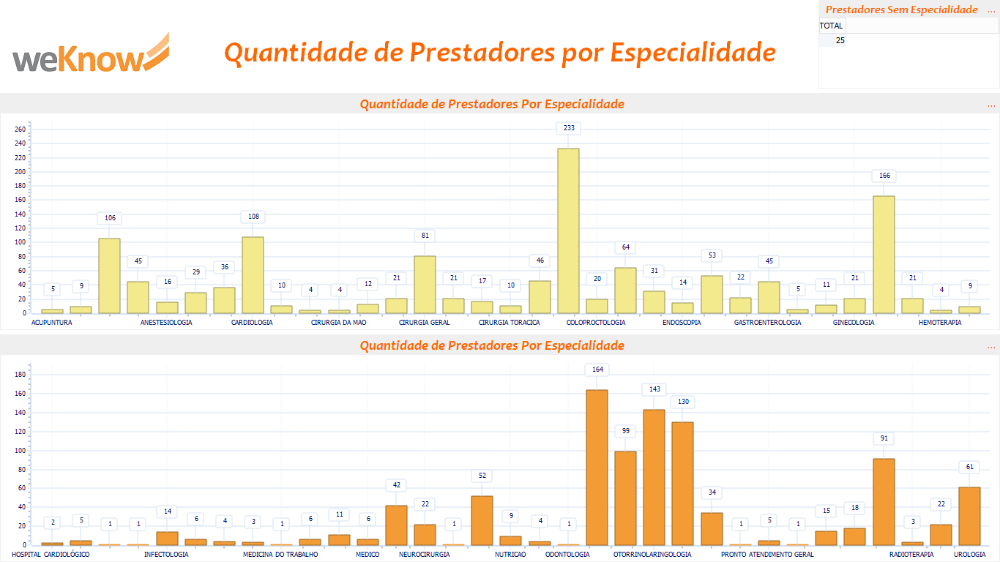 weKnow
Quantidade de Prestadores por Especialidade
Prestadores Sem Especialidade ...
TOTAL
25
Quantidade de Prestadores Por Especialidade ...
260
240
220
200
180
160
140
120
100
80
60
40
20
0
5 9 106 45 16 29 36 108 10 4 4 12 21 81 21 17 10 46 233 20 64 31 14 53 22 45 5 11 21 166 21 4 9
ACUPUNTURA ANESTESIOLOGIA CARDIOLOGIA CIRURGIA DA MAO CIRURGIA GERAL CIRURGIA TORACICA COLOPROCTOLOGIA ENDOSCOPIA GASTROENTEROLOGIA GINECOLOGIA HEMOTERAPIA
Quantidade de Prestadores Por Especialidade ...
180
160
140
120
100
80
60
40
20
0
2 5 1 1 14 6 4 3 1 6 11 6 42 22 1 52 9 4 1 164 99 143 130 34 1 5 1 15 18 91 3 22 61
HOSPITAL CARDIOLÓGICO INFECTOLOGIA MEDICINA DO TRABALHO MEDICO NEUROCIRURGIA NUTRICAO ODONTOLOGIA OTORRINOLARINGOLOGIA PRONTO ATENDIMENTO GERAL RADIOTERAPIA UROLOGIA